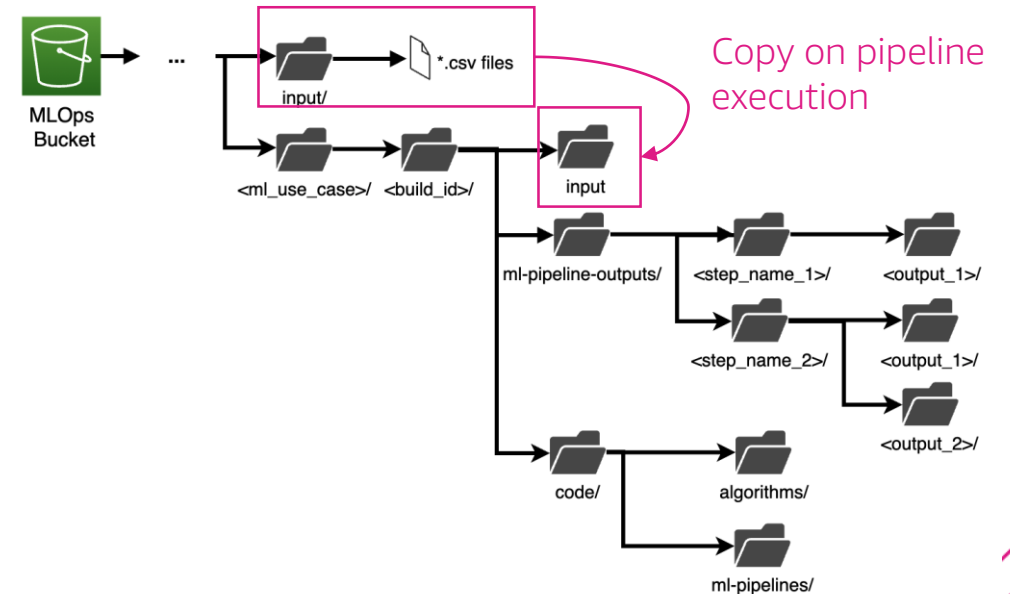 MLOps
Bucket
...
input/
*.csv files
Copy on pipeline
execution
<ml_use_case>/
<build_id>/
input
ml-pipeline-outputs/
<step_name_1>/
<output_1>/
<step_name_2>/
<output_1>/
<output_2>/
code/
algorithms/
ml-pipelines/